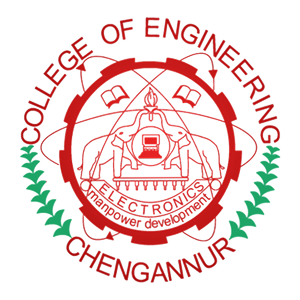 COLLEGE OF ENGINEERING
ELECTRONICS
manpower development
CHENGANNUR